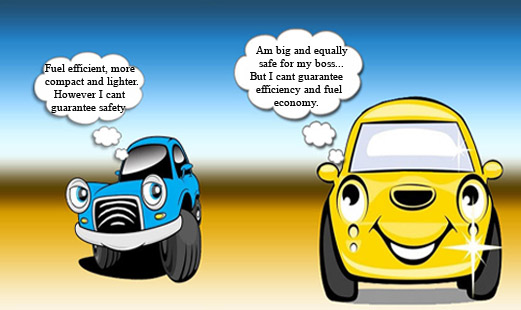 Fuel efficient, more
compact and lighter.
However I cant
guarantee safety
Am big and equally
safe for my boss...
But I cant guarantee
efficiency and fuel
economy.